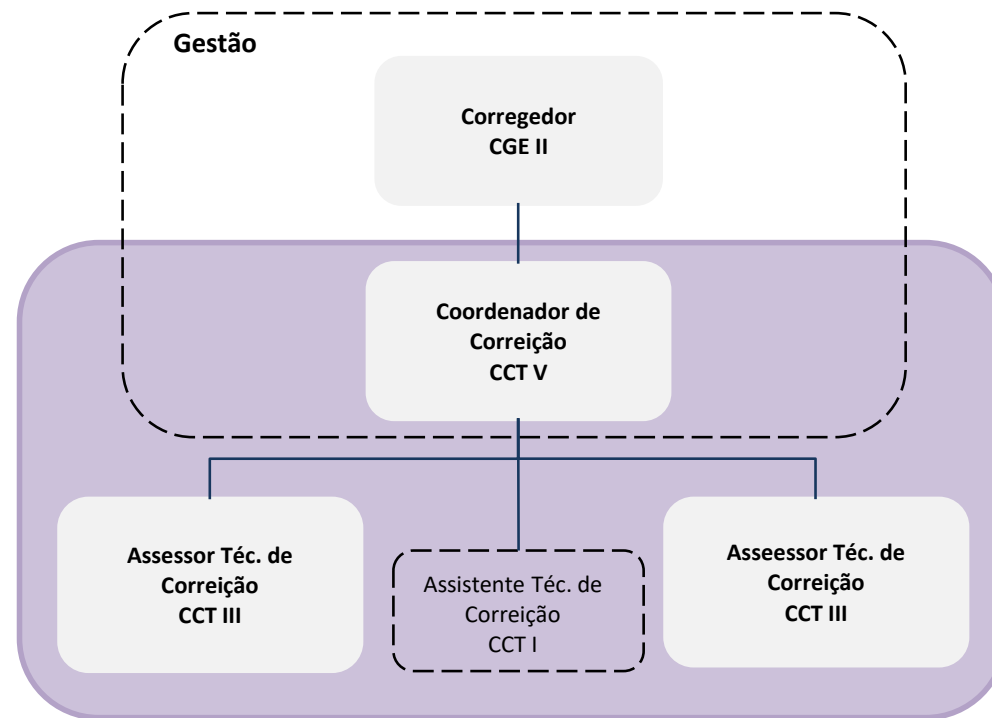 Gestão
Corregedor
CGE II
Coordenador de
Correição
CCT V
Assessor Téc. de
Correição
CCT III
Assistente Téc. de
Correição
CCT I
Asseessor Téc. de
Correição
CCT III